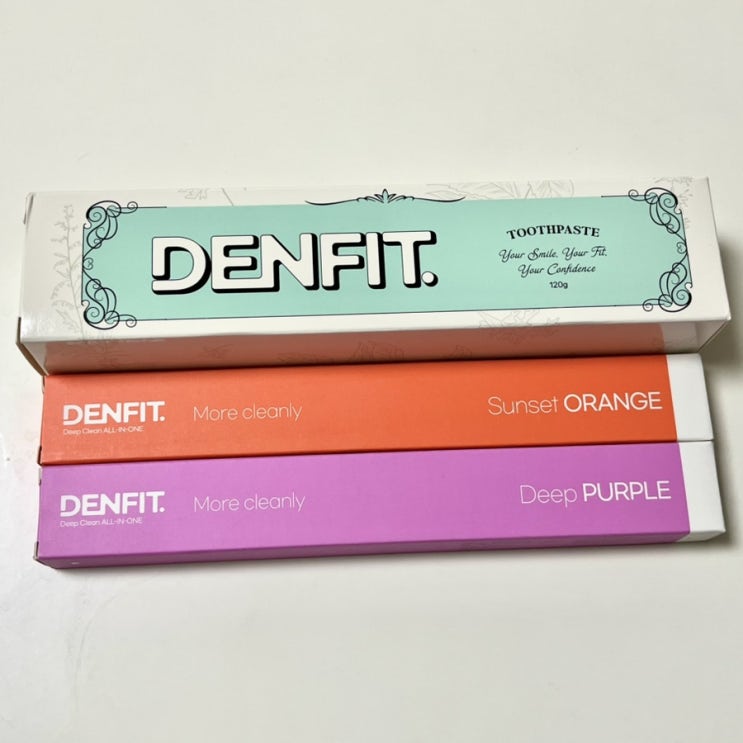 DENFIT.
TOOTHPASTE
Your Smile, Your Fit,
Your Confidence
120g
DENFIT.
Deep Clean ALL-IN-ONE
More cleanly
Sunset ORANGE
DENFIT.
Deep Clean ALL-IN-ONE
More cleanly
Deep PURPLE